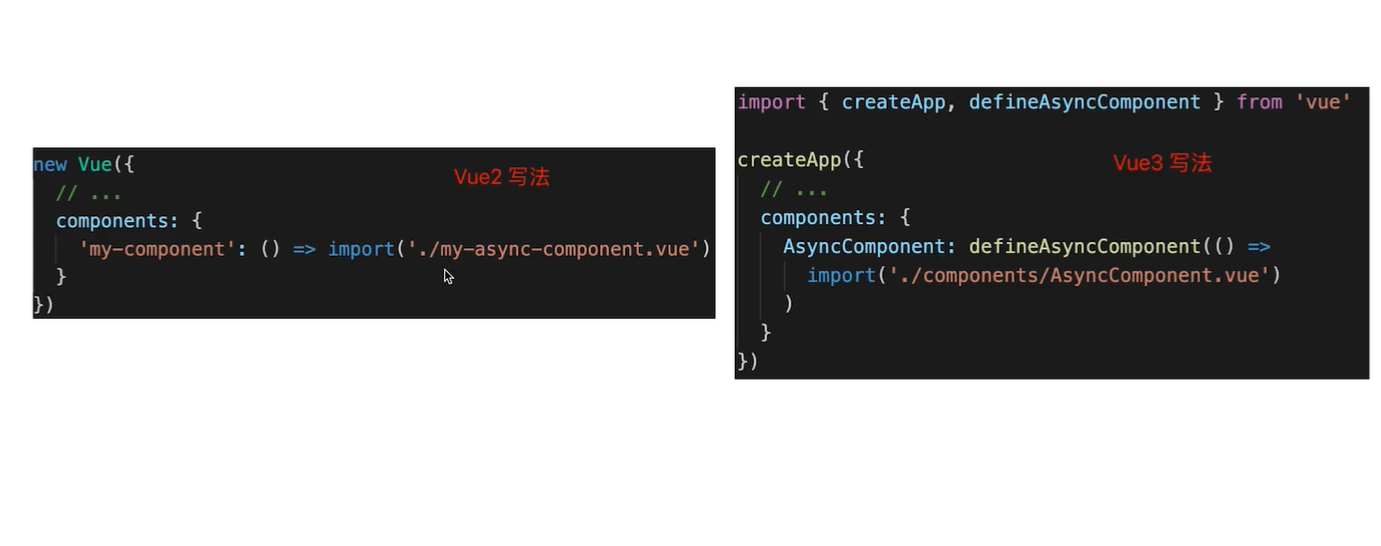 new Vue({
Vue2 写法
  // ...
  components: {
    'my-component': () => import('./my-async-component.vue')
  }
})
import { createApp, defineAsyncComponent } from 'vue'
createApp({
Vue3 写法
  // ...
  components: {
    AsyncComponent: defineAsyncComponent(() =>
      import('./components/AsyncComponent.vue')
    )
  }
})